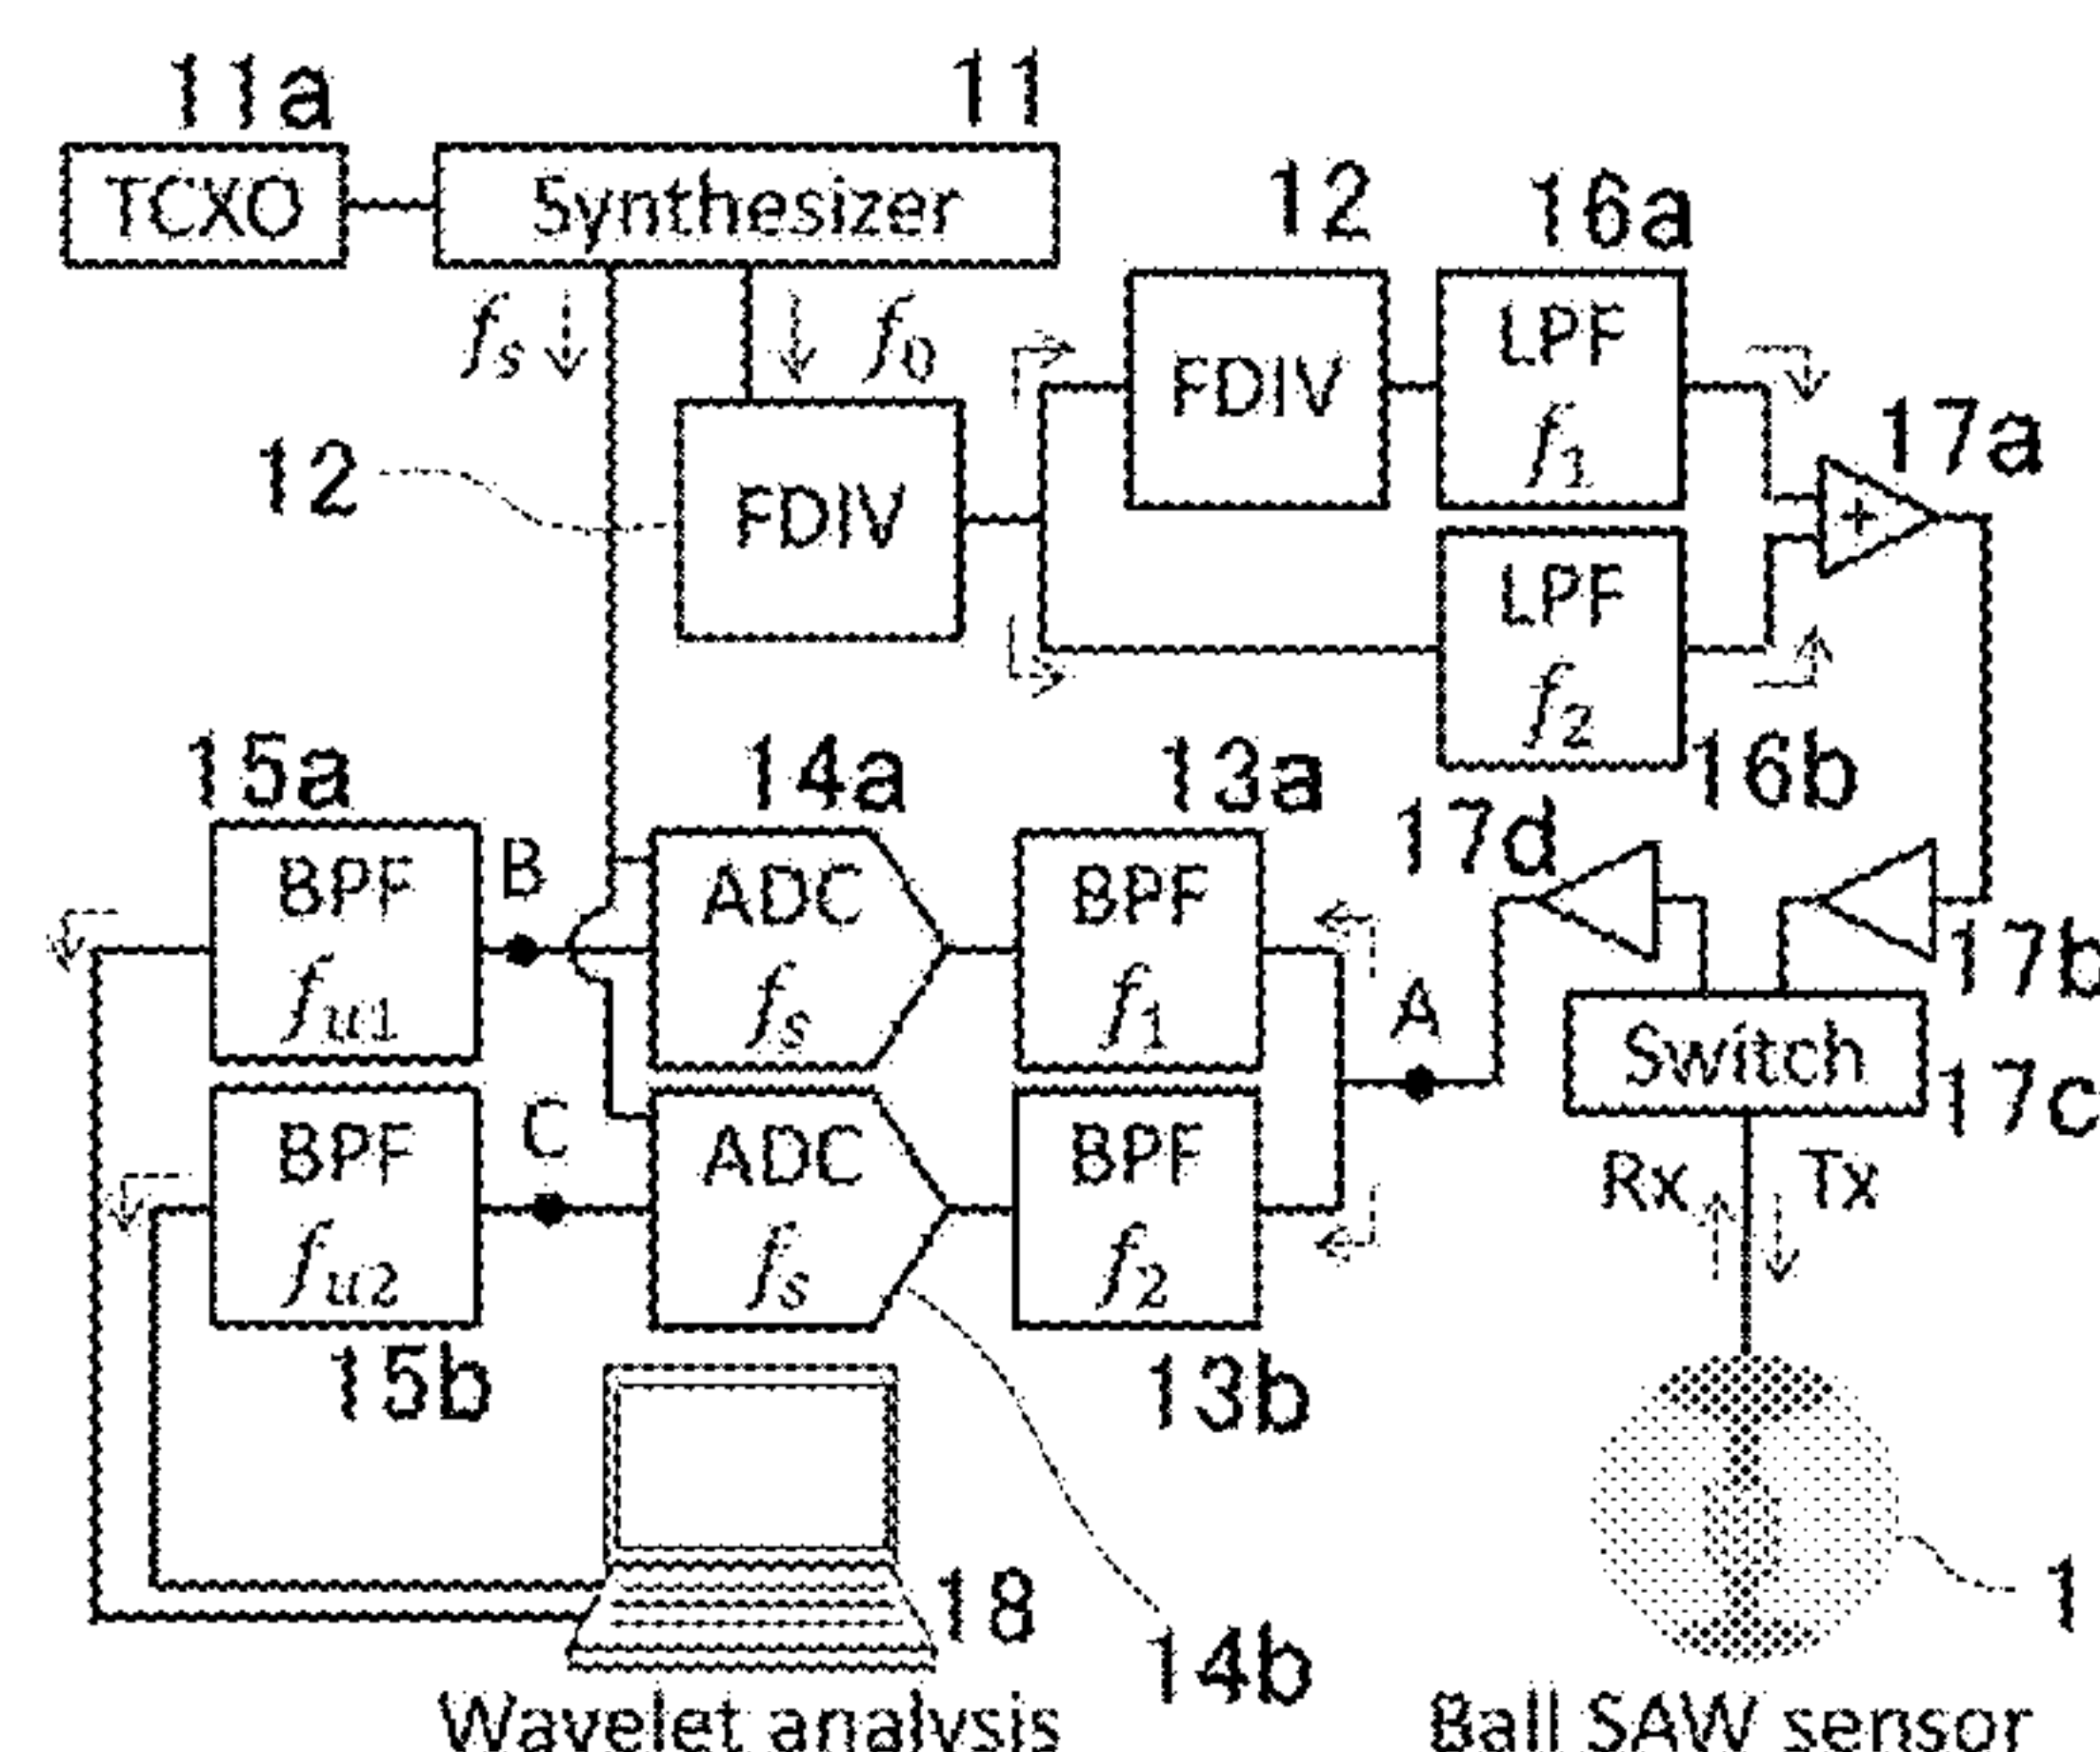 11a
11
TCXO
Synthesizer
12
16a
fs
f0
FDIV
LPF
f1
17a
12
FDIV
+
LPF
f2
16b
15a
14a
13a
17d
B
BPF
fu1
ADC
fs
BPF
f1
17b
A
Switch
17c
C
BPF
fu2
ADC
fs
BPF
f2
Rx
Tx
15b
13b
18
14b
1
Wavelet analysis
Ball SAW sensor